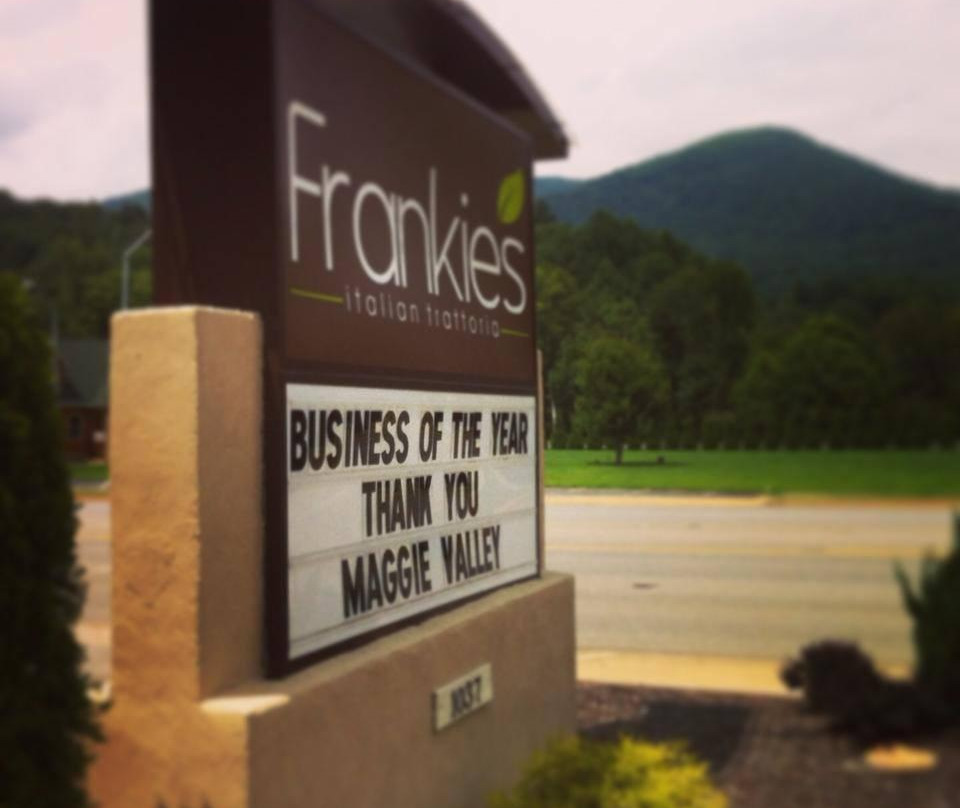 Frankies
italian trattoria
BUSINESS OF THE YEAR
THANK YOU
MAGGIE VALLEY
1037